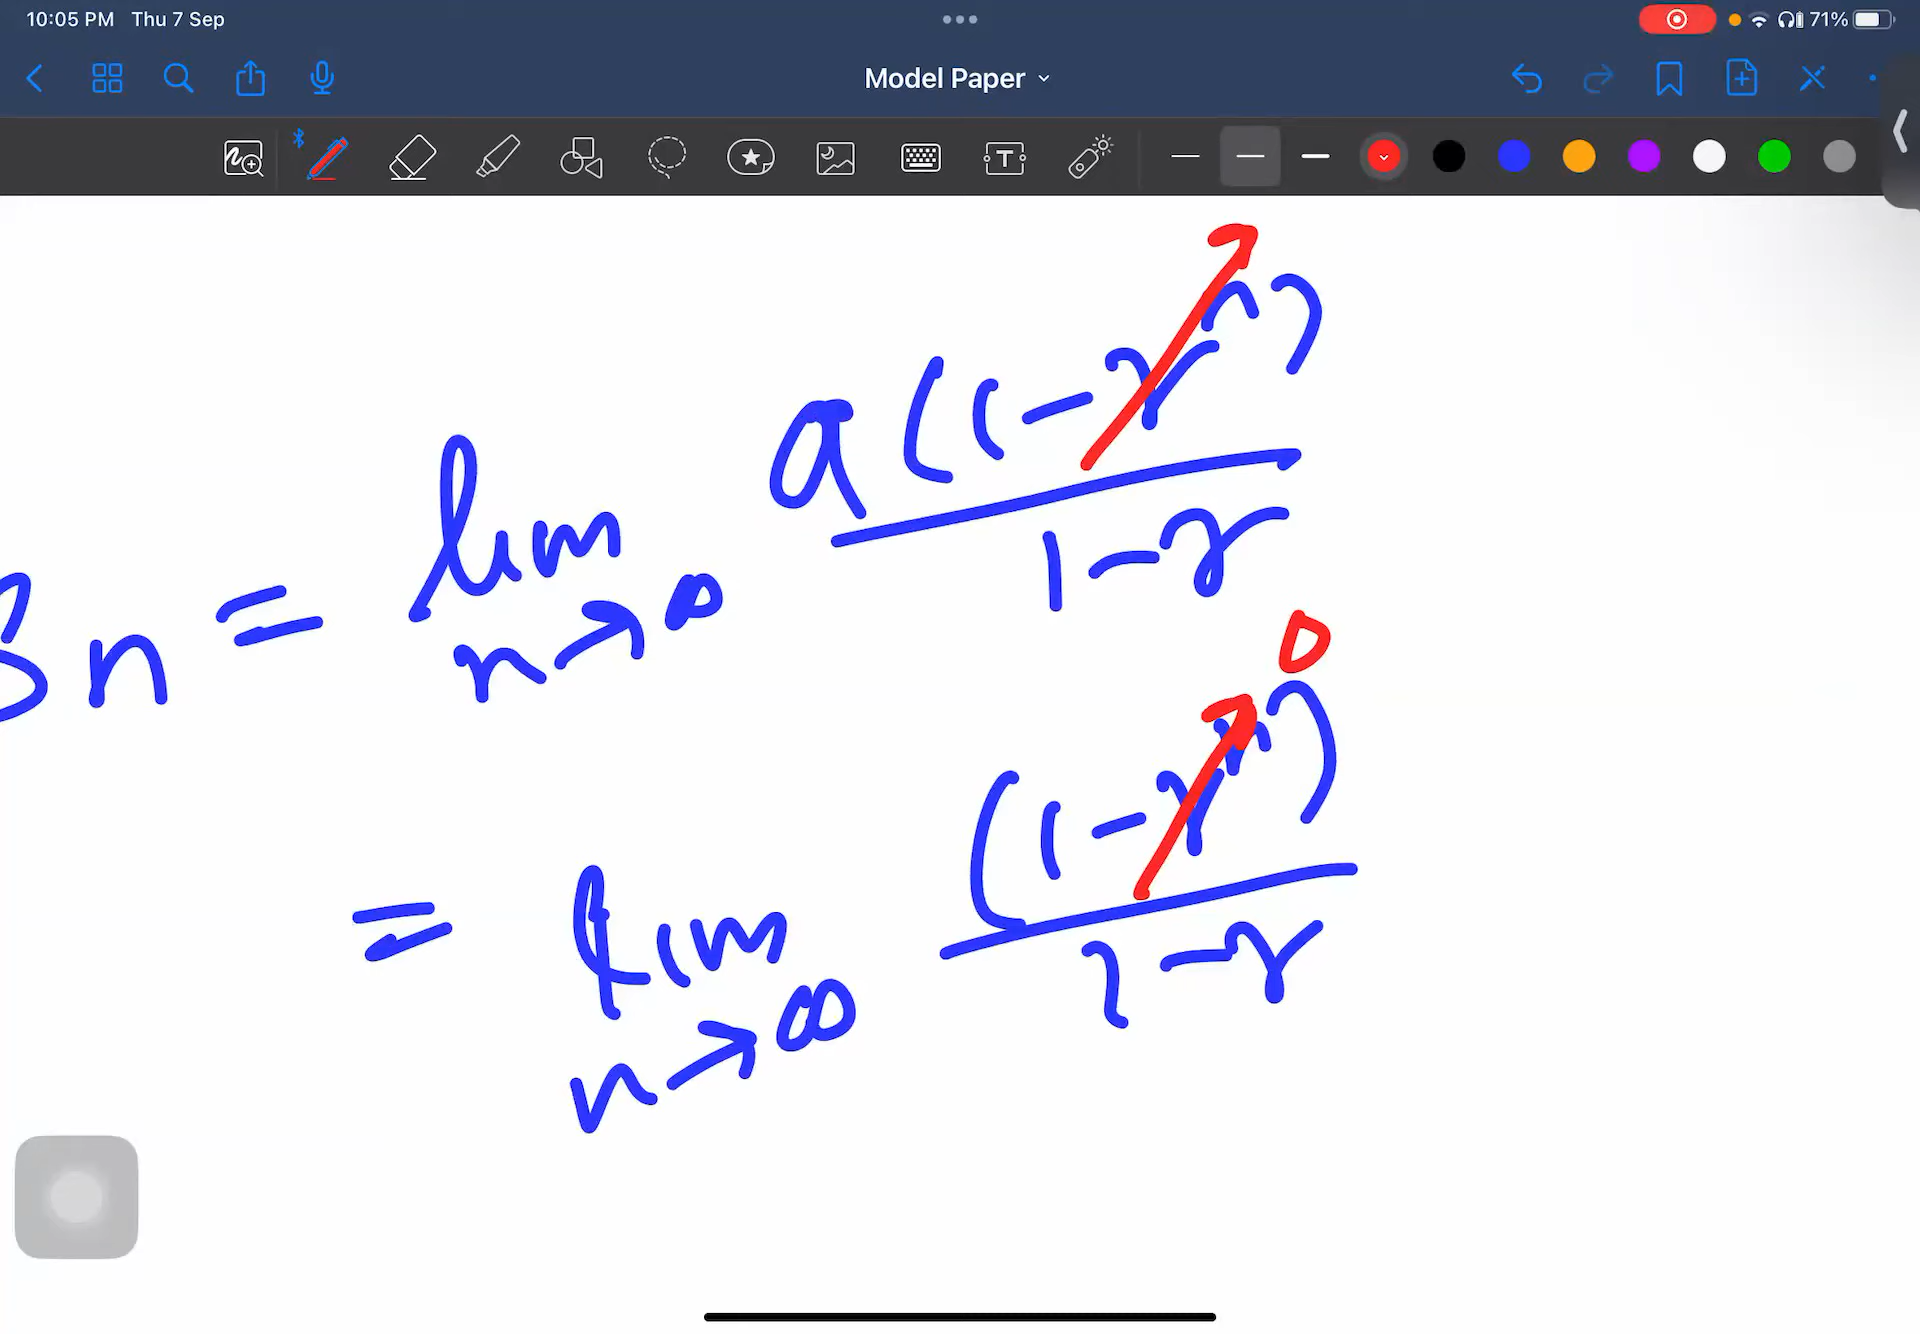 10:05 PM Thu 7 Sep 71%
Model Paper
T
a(1-r^n)
Sn = lim
n→∞
1-r
0
(1-r^n)
= lim
n→∞
1-r